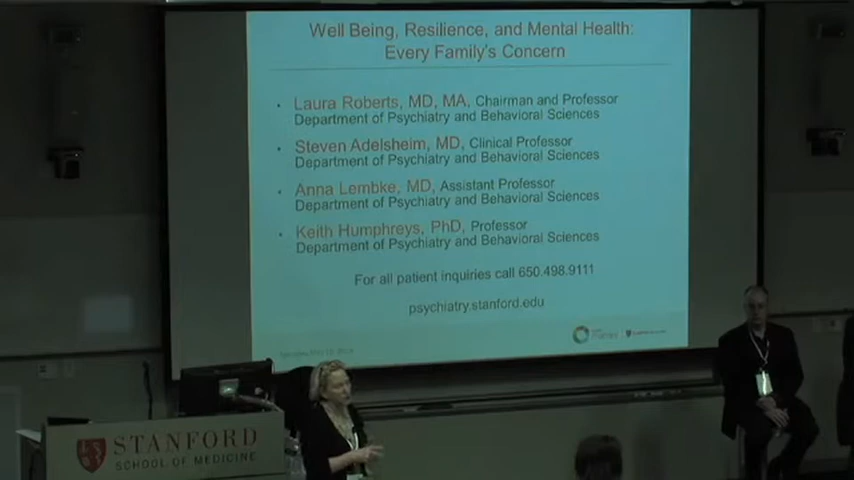 Well Being, Resilience, and Mental Health:
Every Family's Concern
• Laura Roberts, MD, MA, Chairman and Professor
Department of Psychiatry and Behavioral Sciences
• Steven Adelsheim, MD, Clinical Professor
Department of Psychiatry and Behavioral Sciences
• Anna Lembke, MD, Assistant Professor
Department of Psychiatry and Behavioral Sciences
• Keith Humphreys, PhD, Professor
Department of Psychiatry and Behavioral Sciences
For all patient inquiries call 650.498.9111
psychiatry.stanford.edu
STANFORD
SCHOOL OF MEDICINE